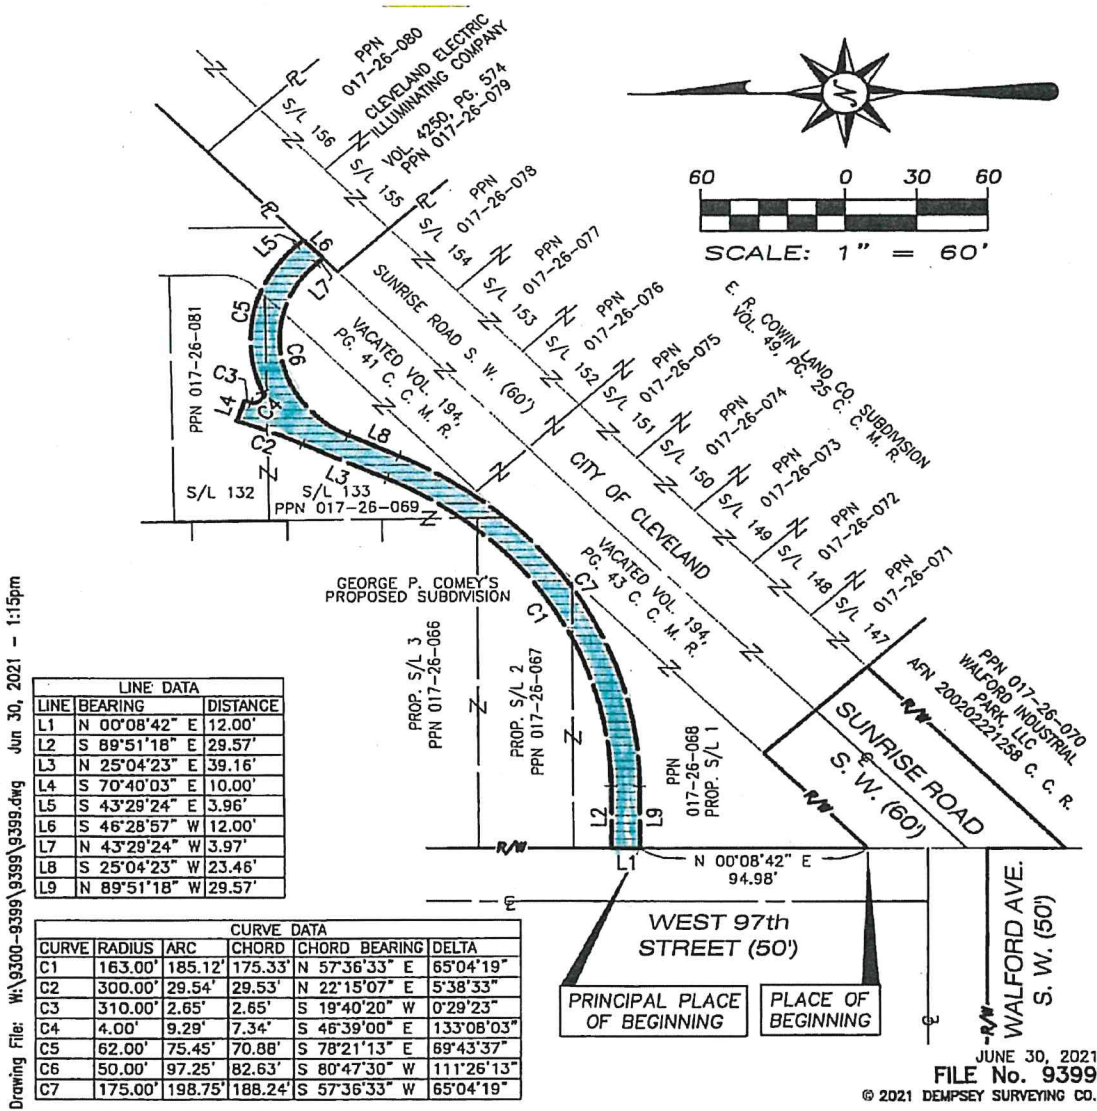 PPN
017-26-080
CLEVELAND ELECTRIC
ILLUMINATING COMPANY
VOL. 4250, PG. 574
PPN 017-26-079
S/L 156
S/L 155
S/L 154
S/L 153
S/L 152
S/L 151
S/L 150
S/L 149
S/L 148
S/L 147
PPN
017-26-078
PPN
017-26-077
PPN
017-26-076
PPN
017-26-075
PPN
017-26-074
PPN
017-26-073
PPN
017-26-072
PPN
017-26-071
N
60 0 30 60
SCALE: 1" = 60'
E. R. COWIN LAND CO. SUBDIVISION
VOL. 49, PG. 25 C. C. M. R.
SUNRISE ROAD S. W. (60')
VACATED VOL. 194,
PG. 41 C. C. M. R.
CITY OF CLEVELAND
VACATED VOL. 194,
PG. 43 C. C. M. R.
L5
L6
L7
C5
C6
C3
C4
L4
C2
L3
L8
PPN 017-26-081
S/L 132
S/L 133
PPN 017-26-069
GEORGE P. COMEY'S
PROPOSED SUBDIVISION
C1
C7
PROP. S/L 3
PPN 017-26-066
PROP. S/L 2
PPN 017-26-067
PPN
017-26-068
PROP. S/L 1
L2
L9
L1
R/W
R/W
R/W
R/W
N 00°08'42" E
94.98'
PPN 017-26-070
WALFORD INDUSTRIAL
PARK, LLC
AFN 200202221258 C. C. R.
SUNRISE ROAD
S. W. (60')
WEST 97th
STREET (50')
WALFORD AVE.
S. W. (50')
PRINCIPAL PLACE
OF BEGINNING
PLACE OF
BEGINNING
LINE DATA
LINE BEARING DISTANCE
L1 N 00°08'42" E 12.00'
L2 S 89°51'18" E 29.57'
L3 N 25°04'23" E 39.16'
L4 S 70°40'03" E 10.00'
L5 S 43°29'24" E 3.96'
L6 S 46°28'57" W 12.00'
L7 N 43°29'24" W 3.97'
L8 S 25°04'23" W 23.46'
L9 N 89°51'18" W 29.57'
CURVE DATA
CURVE RADIUS ARC CHORD CHORD BEARING DELTA
C1 163.00' 185.12' 175.33' N 57°36'33" E 65°04'19"
C2 300.00' 29.54' 29.53' N 22°15'07" E 5°38'33"
C3 310.00' 2.65' 2.65' S 19°40'20" W 0°29'23"
C4 4.00' 9.29' 7.34' S 46°39'00" E 133°08'03"
C5 62.00' 75.45' 70.88' S 78°21'13" E 69°43'37"
C6 50.00' 97.25' 82.63' S 80°47'30" W 111°26'13"
C7 175.00' 198.75' 188.24' S 57°36'33" W 65°04'19"
Drawing File: W:\9300-9399\9399\9399.dwg Jun 30, 2021 - 1:15pm
JUNE 30, 2021
FILE No. 9399
© 2021 DEMPSEY SURVEYING CO.